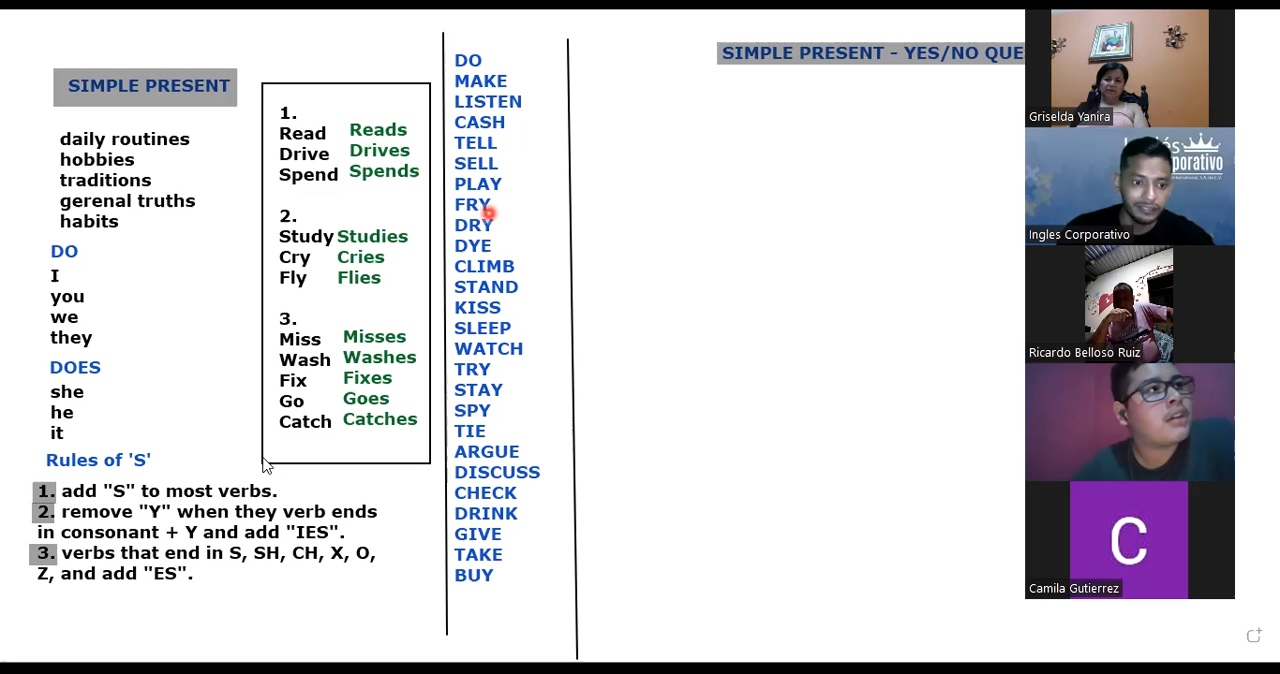 SIMPLE PRESENT
daily routines
hobbies
traditions
gerenal truths
habits
DO
I
you
we
they
DOES
she
he
it
Rules of 'S'
1. add "S" to most verbs.
2. remove "Y" when they verb ends
in consonant + Y and add "IES".
3. verbs that end in S, SH, CH, X, O,
Z, and add "ES".
1.
Read Reads
Drive Drives
Spend Spends
2.
Study Studies
Cry Cries
Fly Flies
3.
Miss Misses
Wash Washes
Fix Fixes
Go Goes
Catch Catches
DO
MAKE
LISTEN
CASH
TELL
SELL
PLAY
FRY
DRY
DYE
CLIMB
STAND
KISS
SLEEP
WATCH
TRY
STAY
SPY
TIE
ARGUE
DISCUSS
CHECK
DRINK
GIVE
TAKE
BUY
SIMPLE PRESENT - YES/NO QUE
Griselda Yanira
Ingles Corporativo
Ricardo Belloso Ruiz
C
Camila Gutierrez